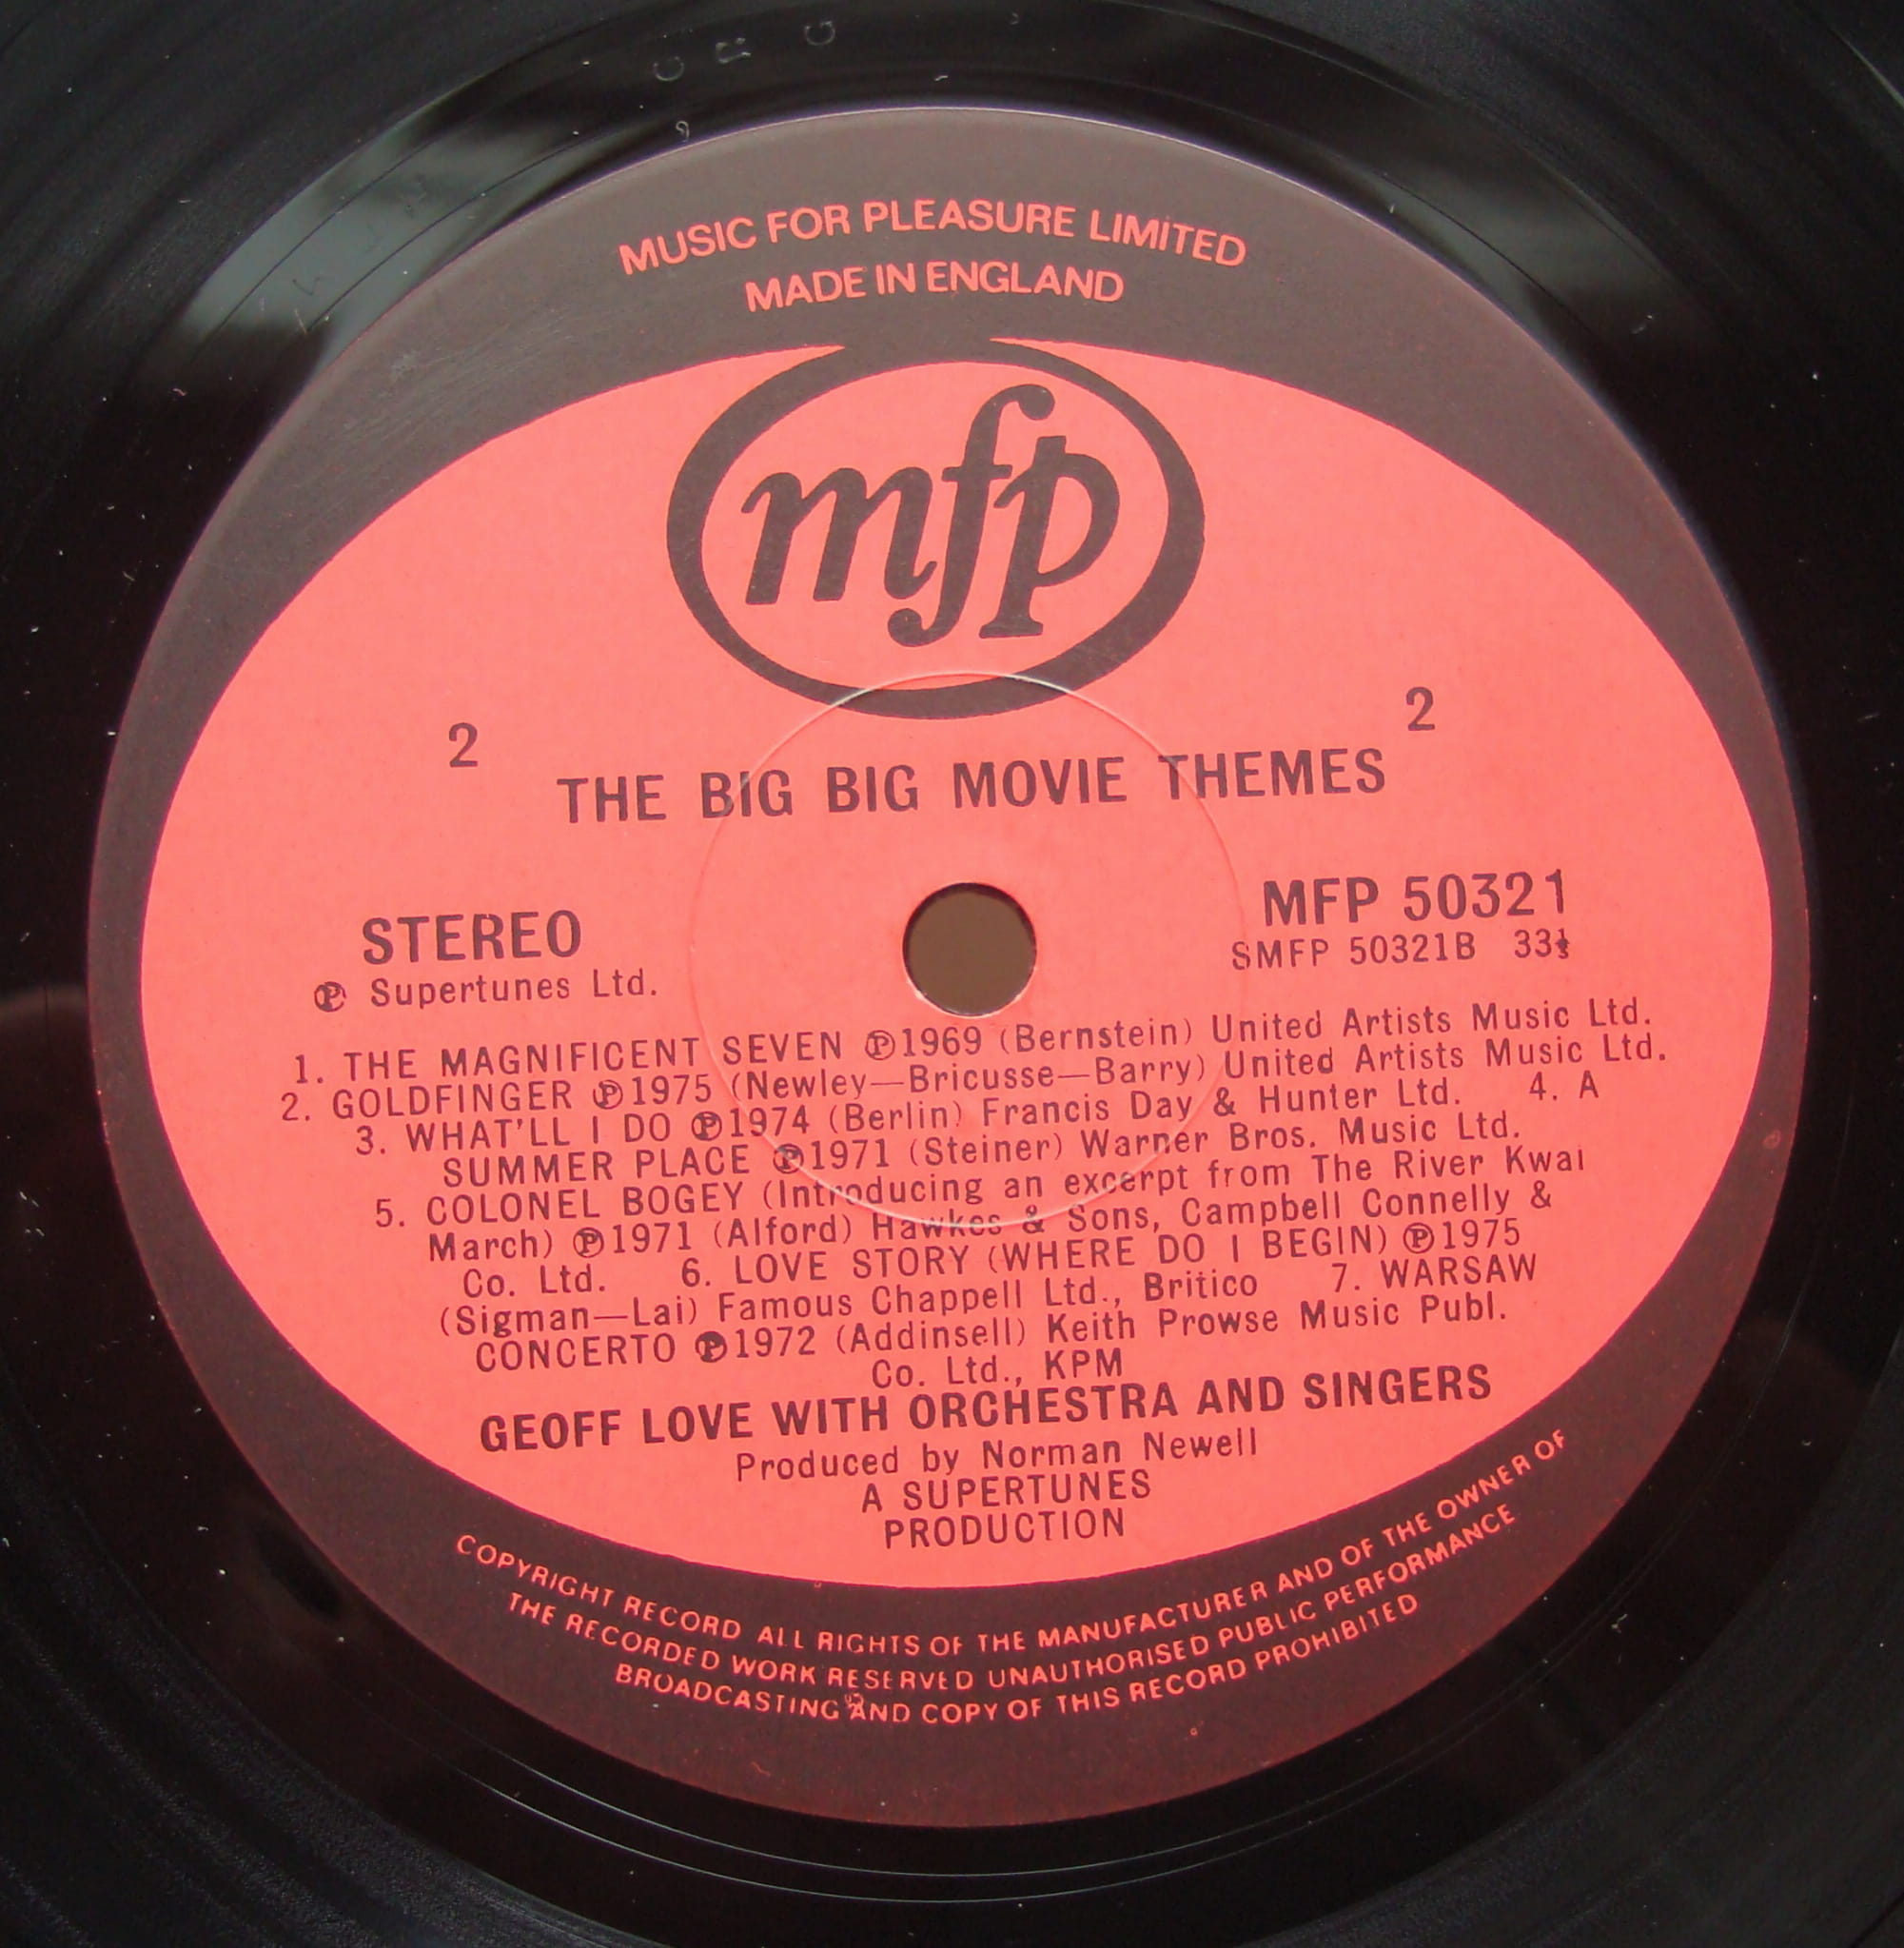 MUSIC FOR PLEASURE LIMITED
MADE IN ENGLAND
mfp
2 2
THE BIG BIG MOVIE THEMES
STEREO
MFP 50321
SMFP 50321B 33⅓
℗ Supertunes Ltd.
1. THE MAGNIFICENT SEVEN ℗1969 (Bernstein) United Artists Music Ltd.
2. GOLDFINGER ℗1975 (Newley—Bricusse—Barry) United Artists Music Ltd.
3. WHAT'LL I DO ℗1974 (Berlin) Francis Day & Hunter Ltd. 4. A
SUMMER PLACE ℗1971 (Steiner) Warner Bros. Music Ltd.
5. COLONEL BOGEY (Introducing an excerpt from The River Kwai
March) ℗1971 (Alford) Hawkes & Sons, Campbell Connelly &
Co. Ltd. 6. LOVE STORY (WHERE DO I BEGIN) ℗1975
(Sigman—Lai) Famous Chappell Ltd., Britico 7. WARSAW
CONCERTO ℗1972 (Addinsell) Keith Prowse Music Publ.
Co. Ltd., KPM
GEOFF LOVE WITH ORCHESTRA AND SINGERS
Produced by Norman Newell
A SUPERTUNES
PRODUCTION
COPYRIGHT RECORD ALL RIGHTS OF THE MANUFACTURER AND OF THE OWNER OF
THE RECORDED WORK RESERVED UNAUTHORISED PUBLIC PERFORMANCE
BROADCASTING AND COPY OF THIS RECORD PROHIBITED